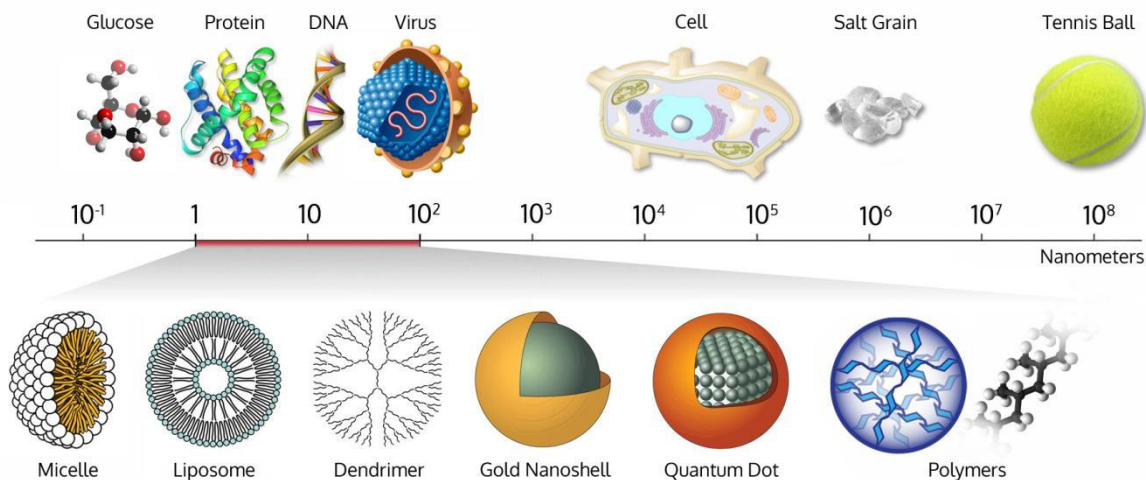 Glucose Protein DNA Virus Cell Salt Grain Tennis Ball
10⁻¹ 1 10 10² 10³ 10⁴ 10⁵ 10⁶ 10⁷ 10⁸
Nanometers
Micelle Liposome Dendrimer Gold Nanoshell Quantum Dot Polymers